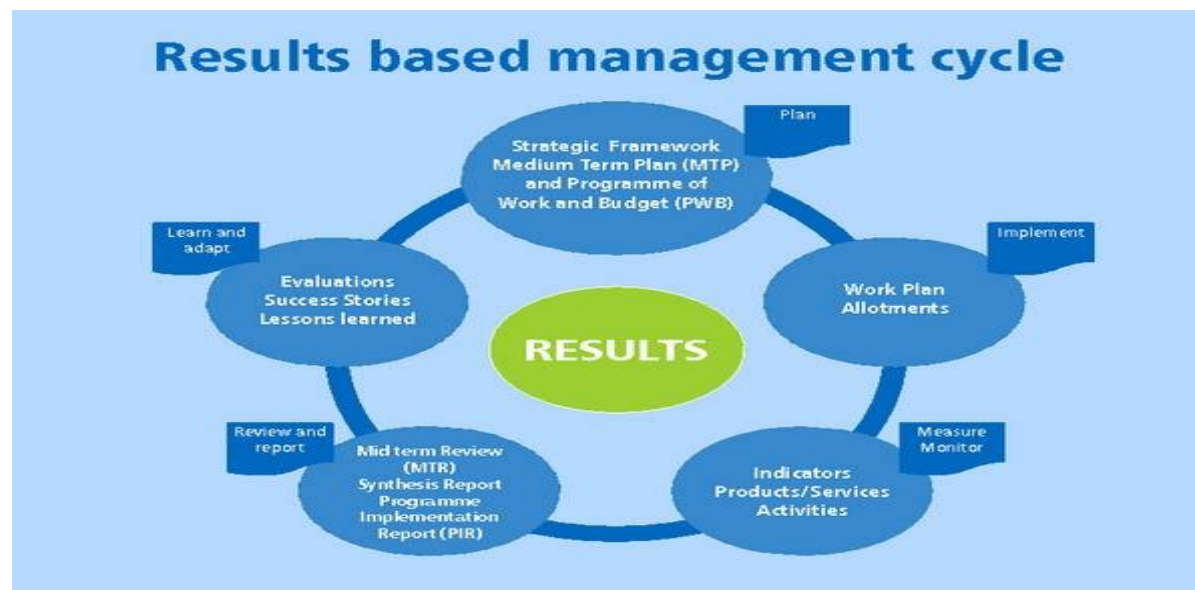 Results based management cycle
Plan
Strategic Framework
Medium Term Plan (MTP)
and Programme of
Work and Budget (PWB)
Implement
Work Plan
Allotments
Measure
Monitor
Indicators
Products/Services
Activities
Review and
report
Mid term Review
(MTR)
Synthesis Report
Programme
Implementation
Report (PIR)
Learn and
adapt
Evaluations
Success Stories
Lessons learned
RESULTS